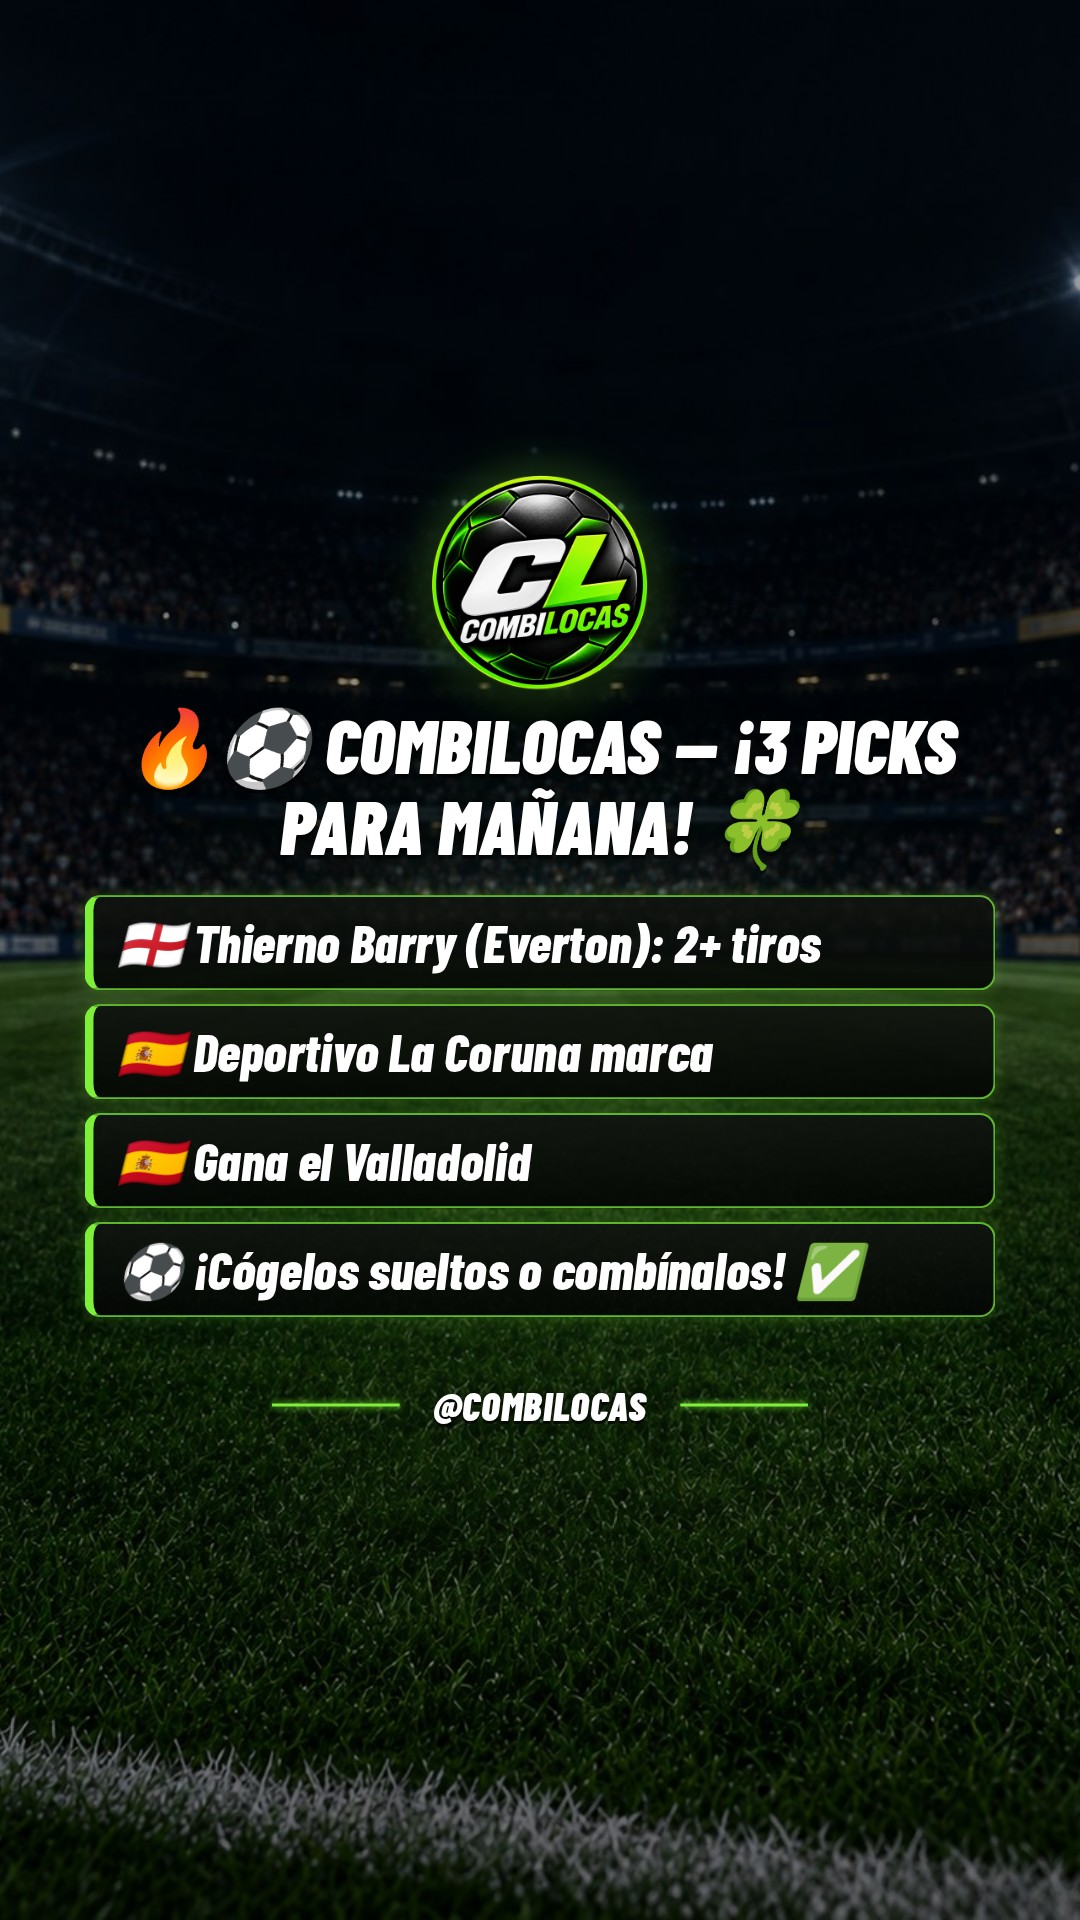 CL
COMBILOCAS
🔥⚽ COMBILOCAS – ¡3 PICKS
PARA MAÑANA! 🍀
🏴󠁧󠁢󠁥󠁮󠁧󠁿 Thierno Barry (Everton): 2+ tiros
🇪🇸 Deportivo La Coruna marca
🇪🇸 Gana el Valladolid
⚽ ¡Cógelos sueltos o combínalos! ✅
@COMBILOCAS